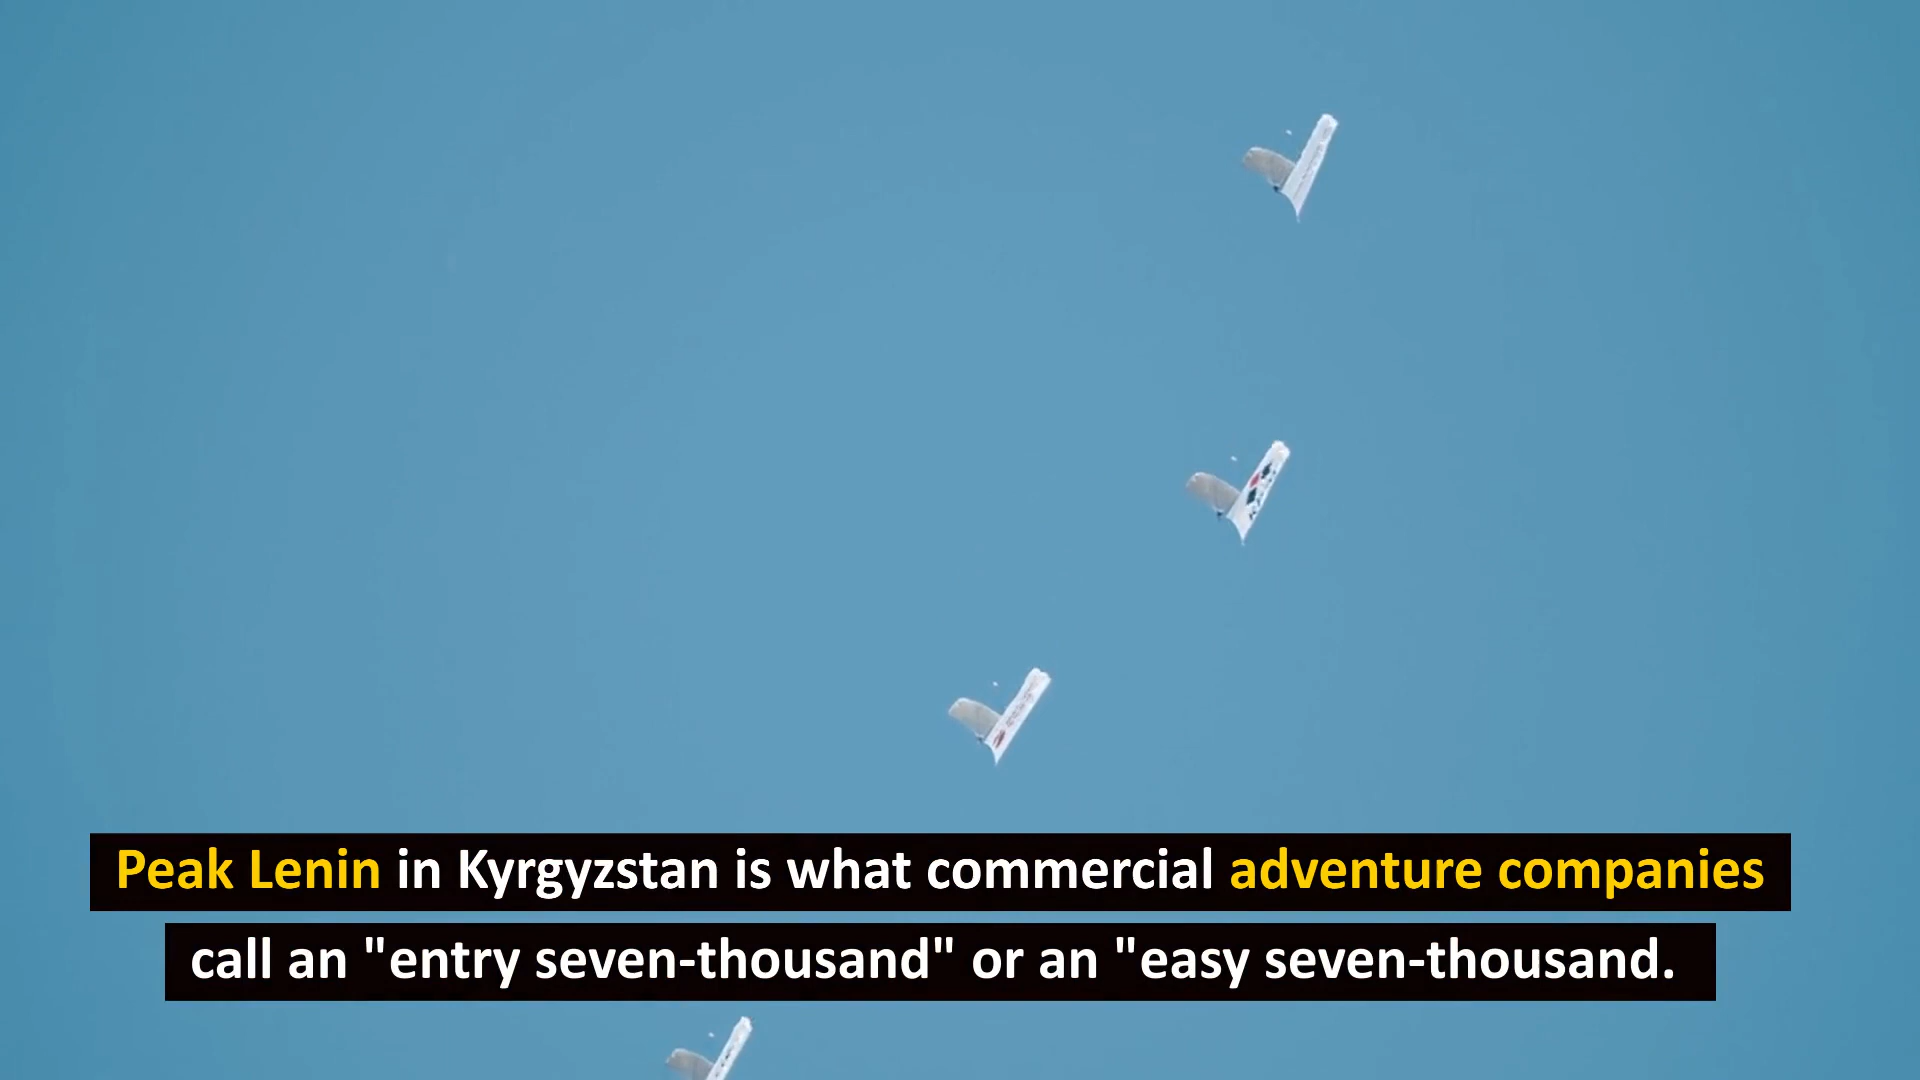 Peak Lenin in Kyrgyzstan is what commercial adventure companies
call an "entry seven-thousand" or an "easy seven-thousand.